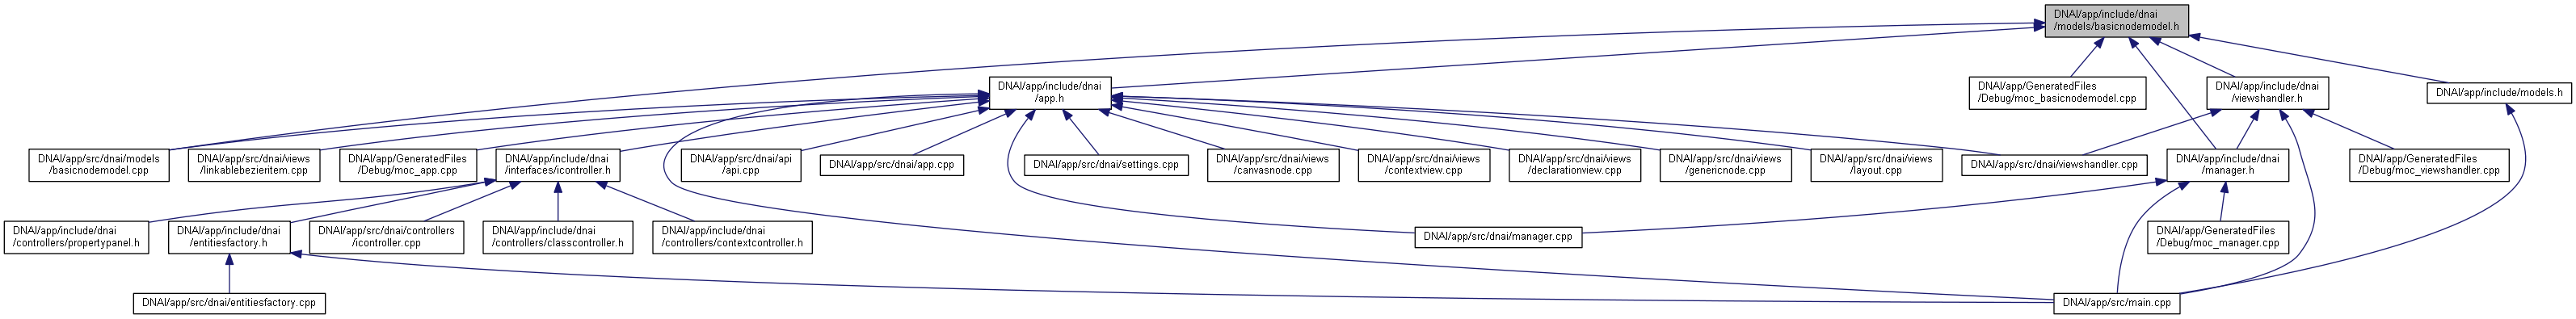 DNAI/app/include/dnai
/models/basicnodemodel.h
DNAI/app/include/dnai
/app.h
DNAI/app/GeneratedFiles
/Debug/moc_basicnodemodel.cpp
DNAI/app/include/dnai
/viewshandler.h
DNAI/app/include/models.h
DNAI/app/src/dnai/models
/basicnodemodel.cpp
DNAI/app/src/dnai/views
/linkablebezieritem.cpp
DNAI/app/GeneratedFiles
/Debug/moc_app.cpp
DNAI/app/include/dnai
/interfaces/icontroller.h
DNAI/app/src/dnai/api
/api.cpp
DNAI/app/src/dnai/app.cpp
DNAI/app/src/dnai/settings.cpp
DNAI/app/src/dnai/views
/canvasnode.cpp
DNAI/app/src/dnai/views
/contextview.cpp
DNAI/app/src/dnai/views
/declarationview.cpp
DNAI/app/src/dnai/views
/genericnode.cpp
DNAI/app/src/dnai/views
/layout.cpp
DNAI/app/src/dnai/viewshandler.cpp
DNAI/app/include/dnai
/manager.h
DNAI/app/GeneratedFiles
/Debug/moc_viewshandler.cpp
DNAI/app/include/dnai
/controllers/propertypanel.h
DNAI/app/include/dnai
/entitiesfactory.h
DNAI/app/src/dnai/controllers
/icontroller.cpp
DNAI/app/include/dnai
/controllers/classcontroller.h
DNAI/app/include/dnai
/controllers/contextcontroller.h
DNAI/app/src/dnai/manager.cpp
DNAI/app/GeneratedFiles
/Debug/moc_manager.cpp
DNAI/app/src/dnai/entitiesfactory.cpp
DNAI/app/src/main.cpp